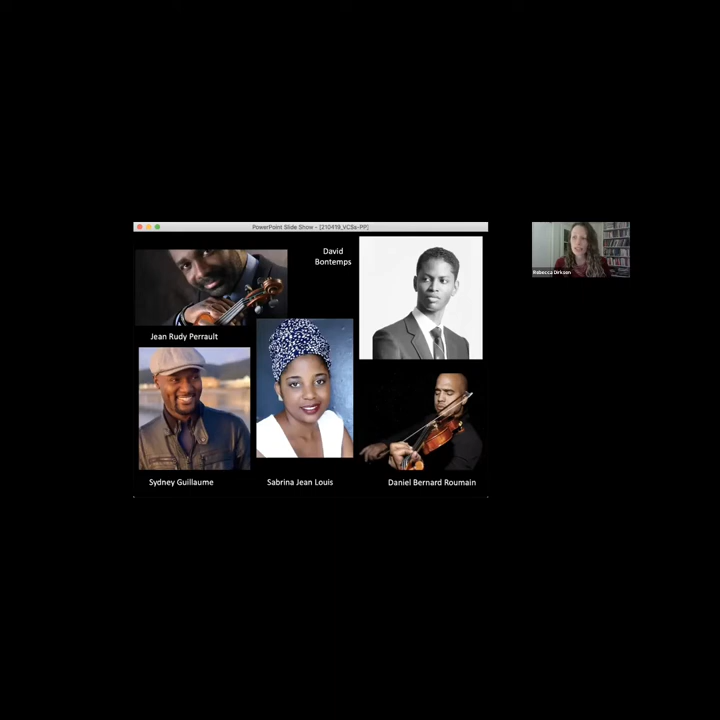 PowerPoint Slide Show - [210419_VCSs-PP]
David
Bontemps
Jean Rudy Perrault
Sydney Guillaume
Sabrina Jean Louis
Daniel Bernard Roumain
Rebecca Dirksen